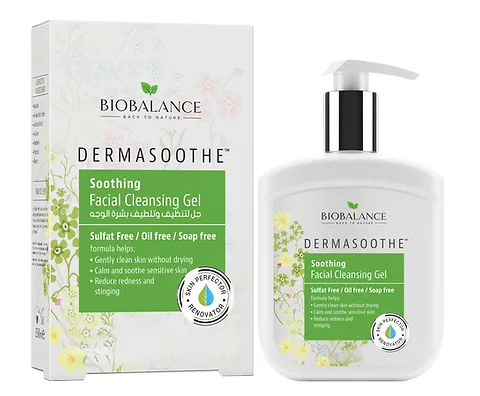 BIOBALANCE
BACK TO NATURE
DERMASOOTHE™
Soothing
Facial Cleansing Gel
جل لتنظيف وتلطيف بشرة الوجه
Sulfat Free / Oil free / Soap free
formula helps:
• Gently clean skin without drying
• Calm and soothe sensitive skin
• Reduce redness and
stinging
SKIN PERFECTOR
RENOVATOR
BIOBALANCE
BACK TO NATURE
DERMASOOTHE™
Soothing
Facial Cleansing Gel
Sulfat Free / Oil free / Soap free
formula helps:
• Gently clean skin without drying
• Calm and soothe sensitive skin
• Reduce redness and
stinging
SKIN PERFECTOR
RENOVATOR